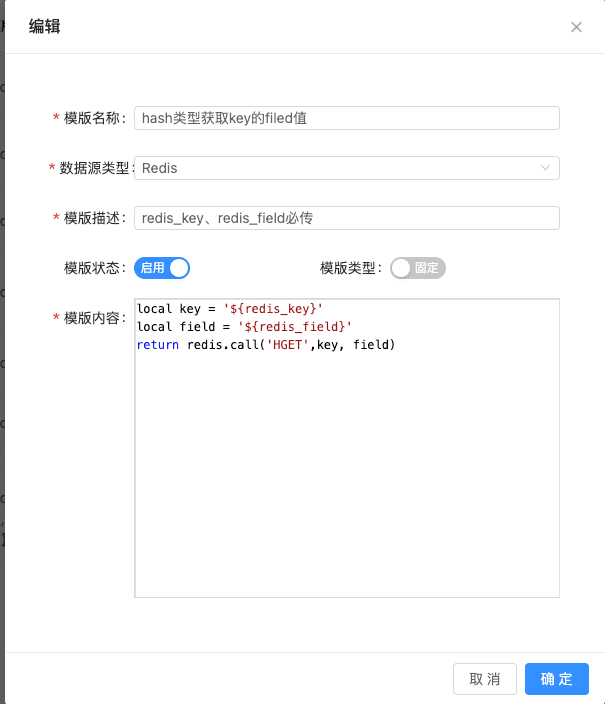 编辑
* 模版名称：hash类型获取key的filed值
* 数据源类型：Redis
* 模版描述：redis_key、redis_field必传
模版状态：启用 模版类型：固定
* 模版内容：
local key = '${redis_key}'
local field = '${redis_field}'
return redis.call('HGET',key, field)
取 消 确 定